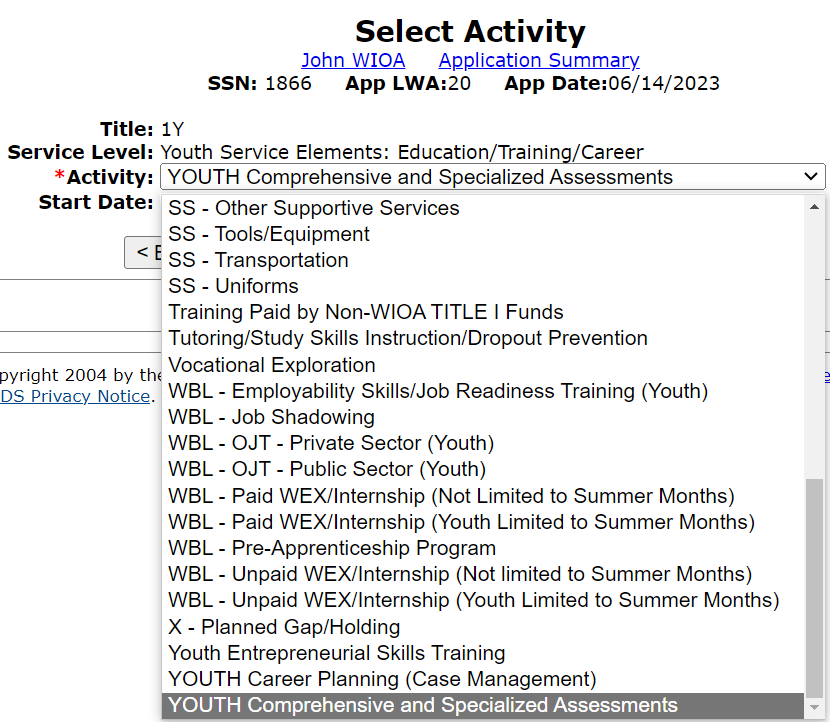 Select Activity
John WIOA Application Summary
SSN: 1866 App LWA:20 App Date:06/14/2023
Title: 1Y
Service Level: Youth Service Elements: Education/Training/Career
*Activity: YOUTH Comprehensive and Specialized Assessments
Start Date:
SS - Other Supportive Services
SS - Tools/Equipment
SS - Transportation
SS - Uniforms
Training Paid by Non-WIOA TITLE I Funds
Tutoring/Study Skills Instruction/Dropout Prevention
Vocational Exploration
WBL - Employability Skills/Job Readiness Training (Youth)
WBL - Job Shadowing
WBL - OJT - Private Sector (Youth)
WBL - OJT - Public Sector (Youth)
WBL - Paid WEX/Internship (Not Limited to Summer Months)
WBL - Paid WEX/Internship (Youth Limited to Summer Months)
WBL - Pre-Apprenticeship Program
WBL - Unpaid WEX/Internship (Not limited to Summer Months)
WBL - Unpaid WEX/Internship (Youth Limited to Summer Months)
X - Planned Gap/Holding
Youth Entrepreneurial Skills Training
YOUTH Career Planning (Case Management)
YOUTH Comprehensive and Specialized Assessments
<
pyright 2004 by the
DS Privacy Notice.